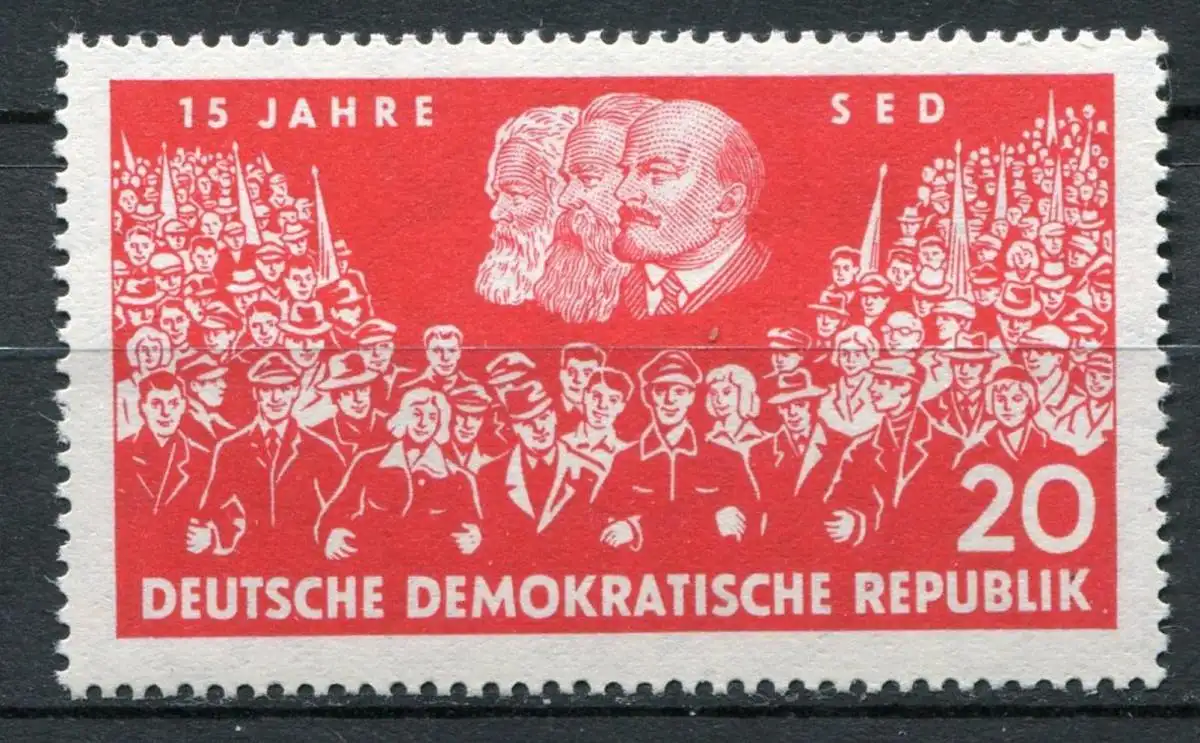 15 JAHRE SED
20
DEUTSCHE DEMOKRATISCHE REPUBLIK